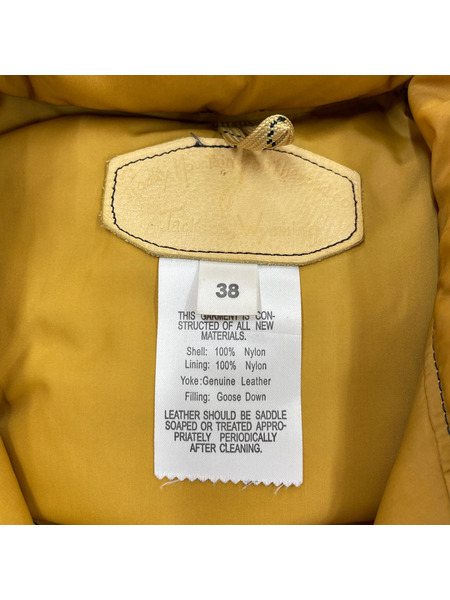 Wyoming
38
THIS GARMENT IS CON-
STRUCTED OF ALL NEW
MATERIALS.
Shell: 100% Nylon
Lining: 100% Nylon
Yoke:Genuine Leather
Filling: Goose Down
LEATHER SHOULD BE SADDLE
SOAPED OR TREATED APPRO-
PRIATELY PERIODICALLY
AFTER CLEANING.